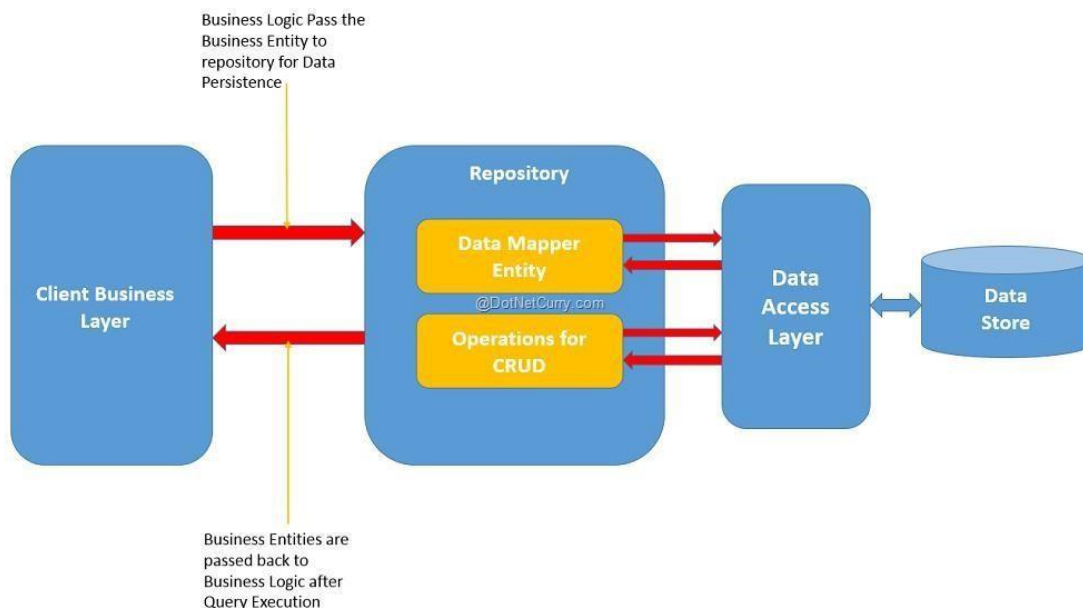 Business Logic Pass the
Business Entity to
repository for Data
Persistence
Repository
Data Mapper
Entity
@DotNetCurry.com
Operations for
CRUD
Client Business
Layer
Data
Access
Layer
Data
Store
Business Entities are
passed back to
Business Logic after
Query Execution